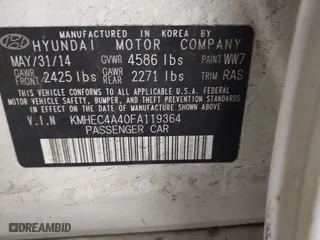 MANUFACTURED IN KOREA BY
HYUNDAI MOTOR COMPANY
MAY/31/14 GVWR 4586 lbs PAINT WW7
GAWR FRONT 2425 lbs GAWR REAR 2271 lbs TRIM RAS
THIS VEHICLE CONFORMS TO ALL APPLICABLE U.S.A FEDERAL
MOTOR VEHICLE SAFETY, BUMPER, AND THEFT PREVENTION
STANDARDS IN EFFECT ON THE DATE OF MANUFACTURE SHOWN ABOVE.
V.I.N KMHEC4A40FA119364
PASSENGER CAR
© DREAMBID